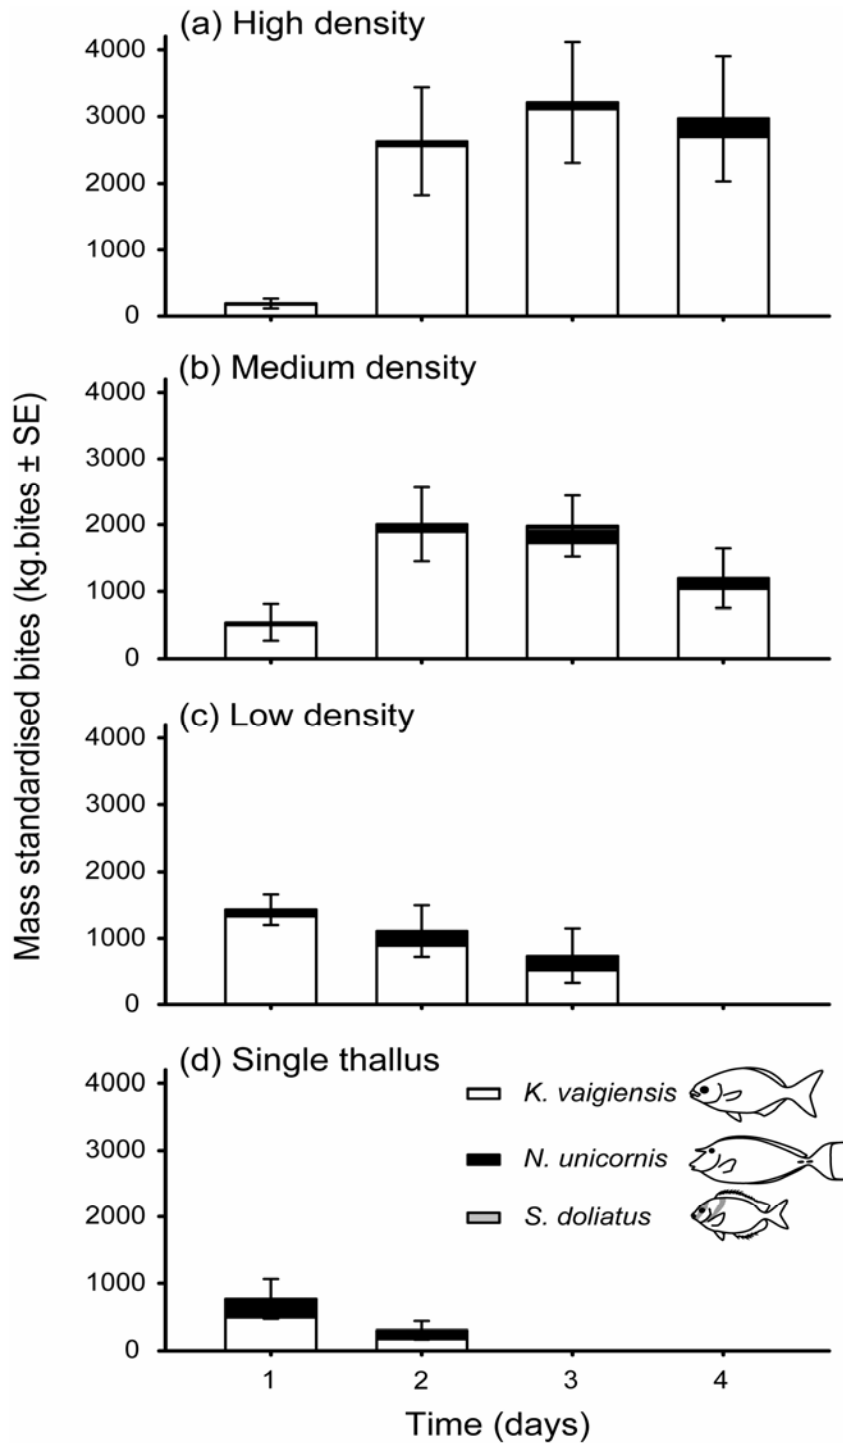 (a) High density
4000
3000
2000
1000
0
(b) Medium density
4000
3000
2000
1000
0
(c) Low density
4000
3000
2000
1000
0
(d) Single thallus
4000
3000
2000
1000
0
K. vaigiensis
N. unicornis
S. doliatus
1 2 3 4
Time (days)
Mass standardised bites (kg.bites ± SE)